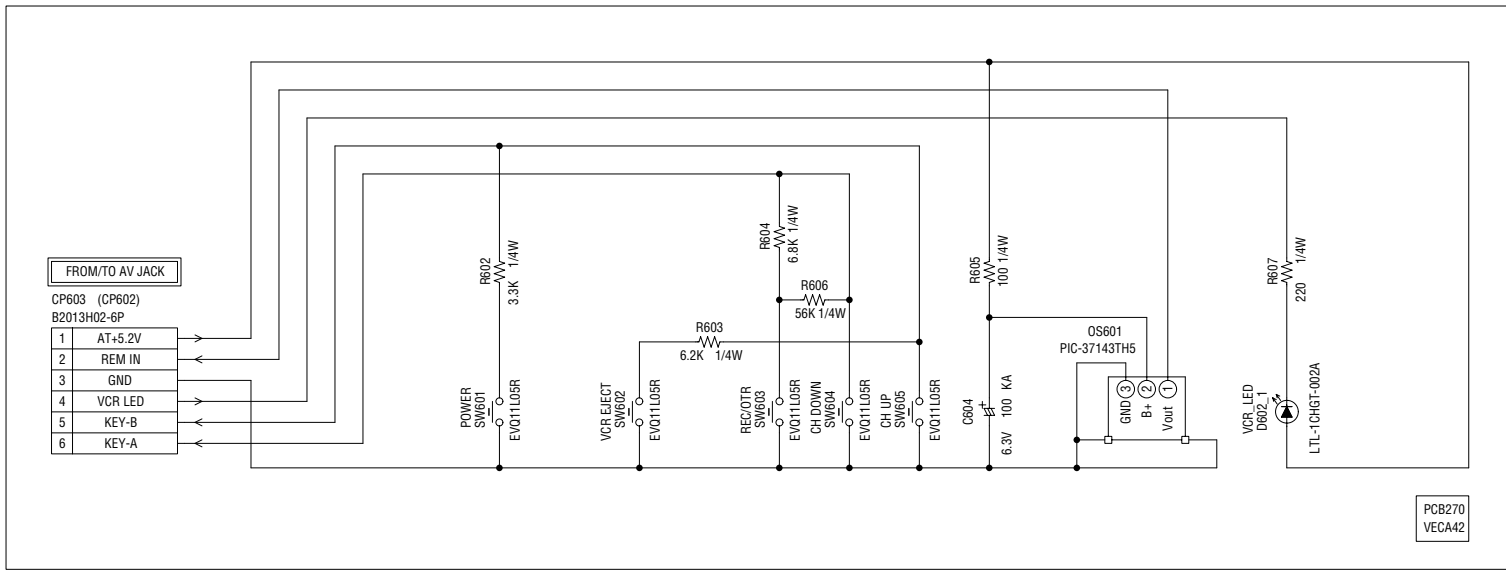 FROM/TO AV JACK
CP603 (CP602)
B2013H02-6P
1 AT+5.2V
2 REM IN
3 GND
4 VCR LED
5 KEY-B
6 KEY-A
R602
3.3K 1/4W
POWER
SW601
EVQ11L05R
R603
6.2K 1/4W
VCR EJECT
SW602
EVQ11L05R
R604
6.8K 1/4W
R606
56K 1/4W
REC/OTR
SW603
EVQ11L05R
CH DOWN
SW604
EVQ11L05R
CH UP
SW605
EVQ11L05R
R605
100 1/4W
C604
+
6.3V 100 KA
OS601
PIC-37143TH5
GND 3
B+ 2
Vout 1
R607
220 1/4W
VCR_LED
D602_1
LTL-1CHGT-002A
PCB270
VECA42